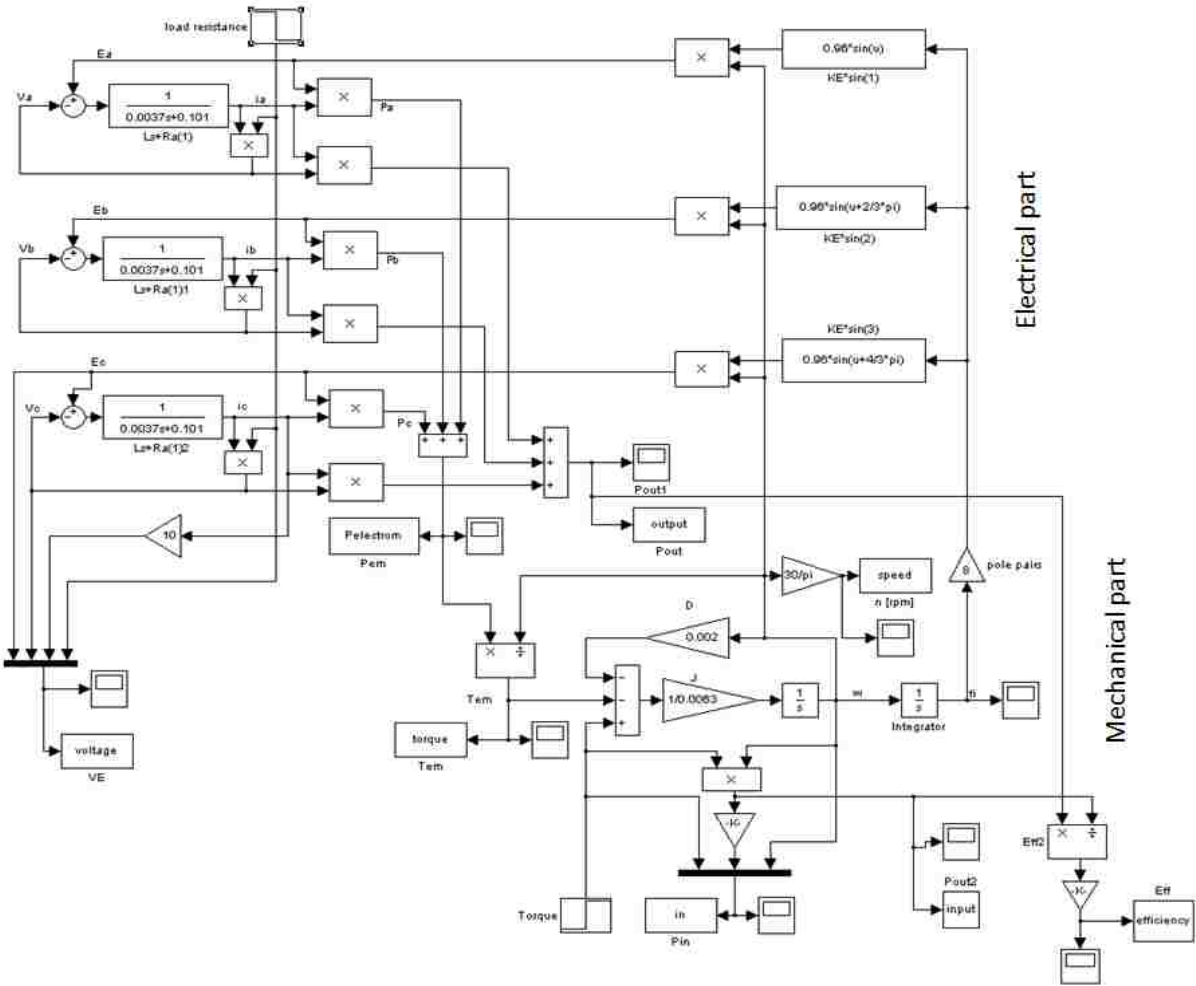 load resistance
Ea
0.96*sin(u)
KE*sin(1)
Va
1
0.0037s+0.101
Ls+Ra(1)
ia
Pa
Electrical part
Eb
0.96*sin(u+2/3*pi)
KE*sin(2)
Vb
1
0.0037s+0.101
Ls+Ra(1)1
ib
Pb
KE*sin(3)
0.96*sin(u+4/3*pi)
Ec
Vc
1
0.0037s+0.101
Ls+Ra(1)2
ic
Pc
Pout1
output
Pout
10
Pelestrom
Pem
pole pairs
30/pi
speed
n [rpm]
D
0.002
Tem
J
1/0.0063
1
s
w
1
s
Integrator
fi
Mechanical part
torque
Tem
voltage
VE
-K-
Eff2
Pout2
input
-K-
Eff
efficiency
Torque
in
Pin